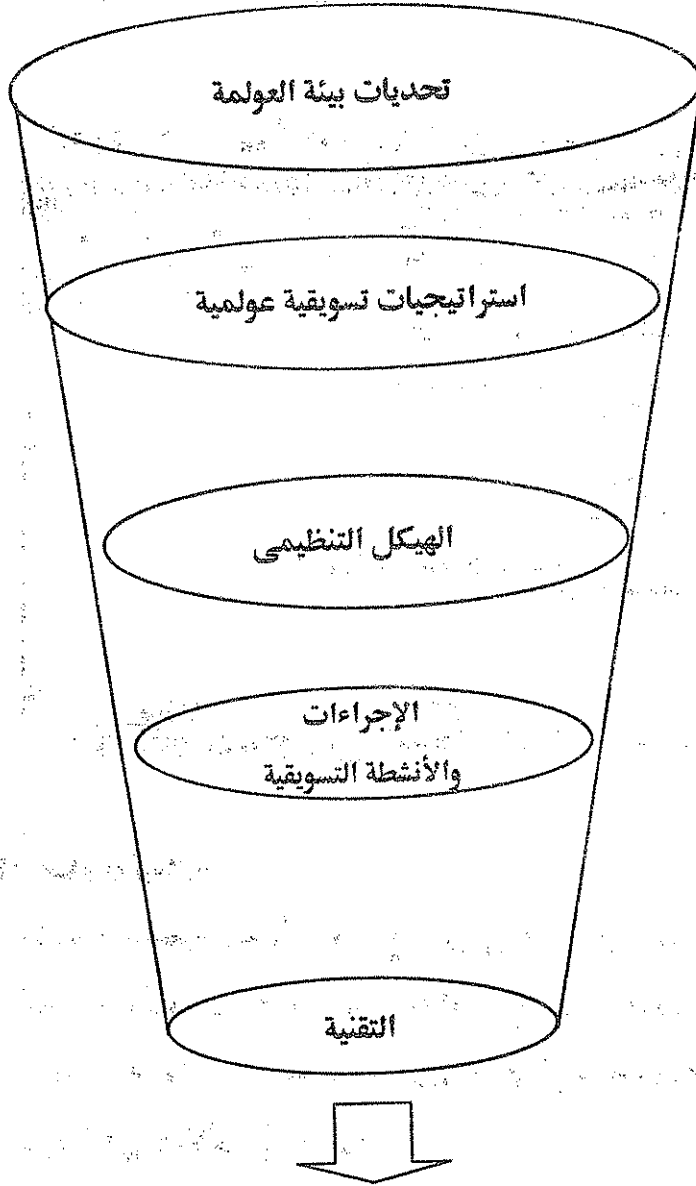 تحديات بيئة العولمة
استراتيجيات تسويقية عولمية
الهيكل التنظيمى
الإجراءات
والأنشطة التسويقية
التقنية